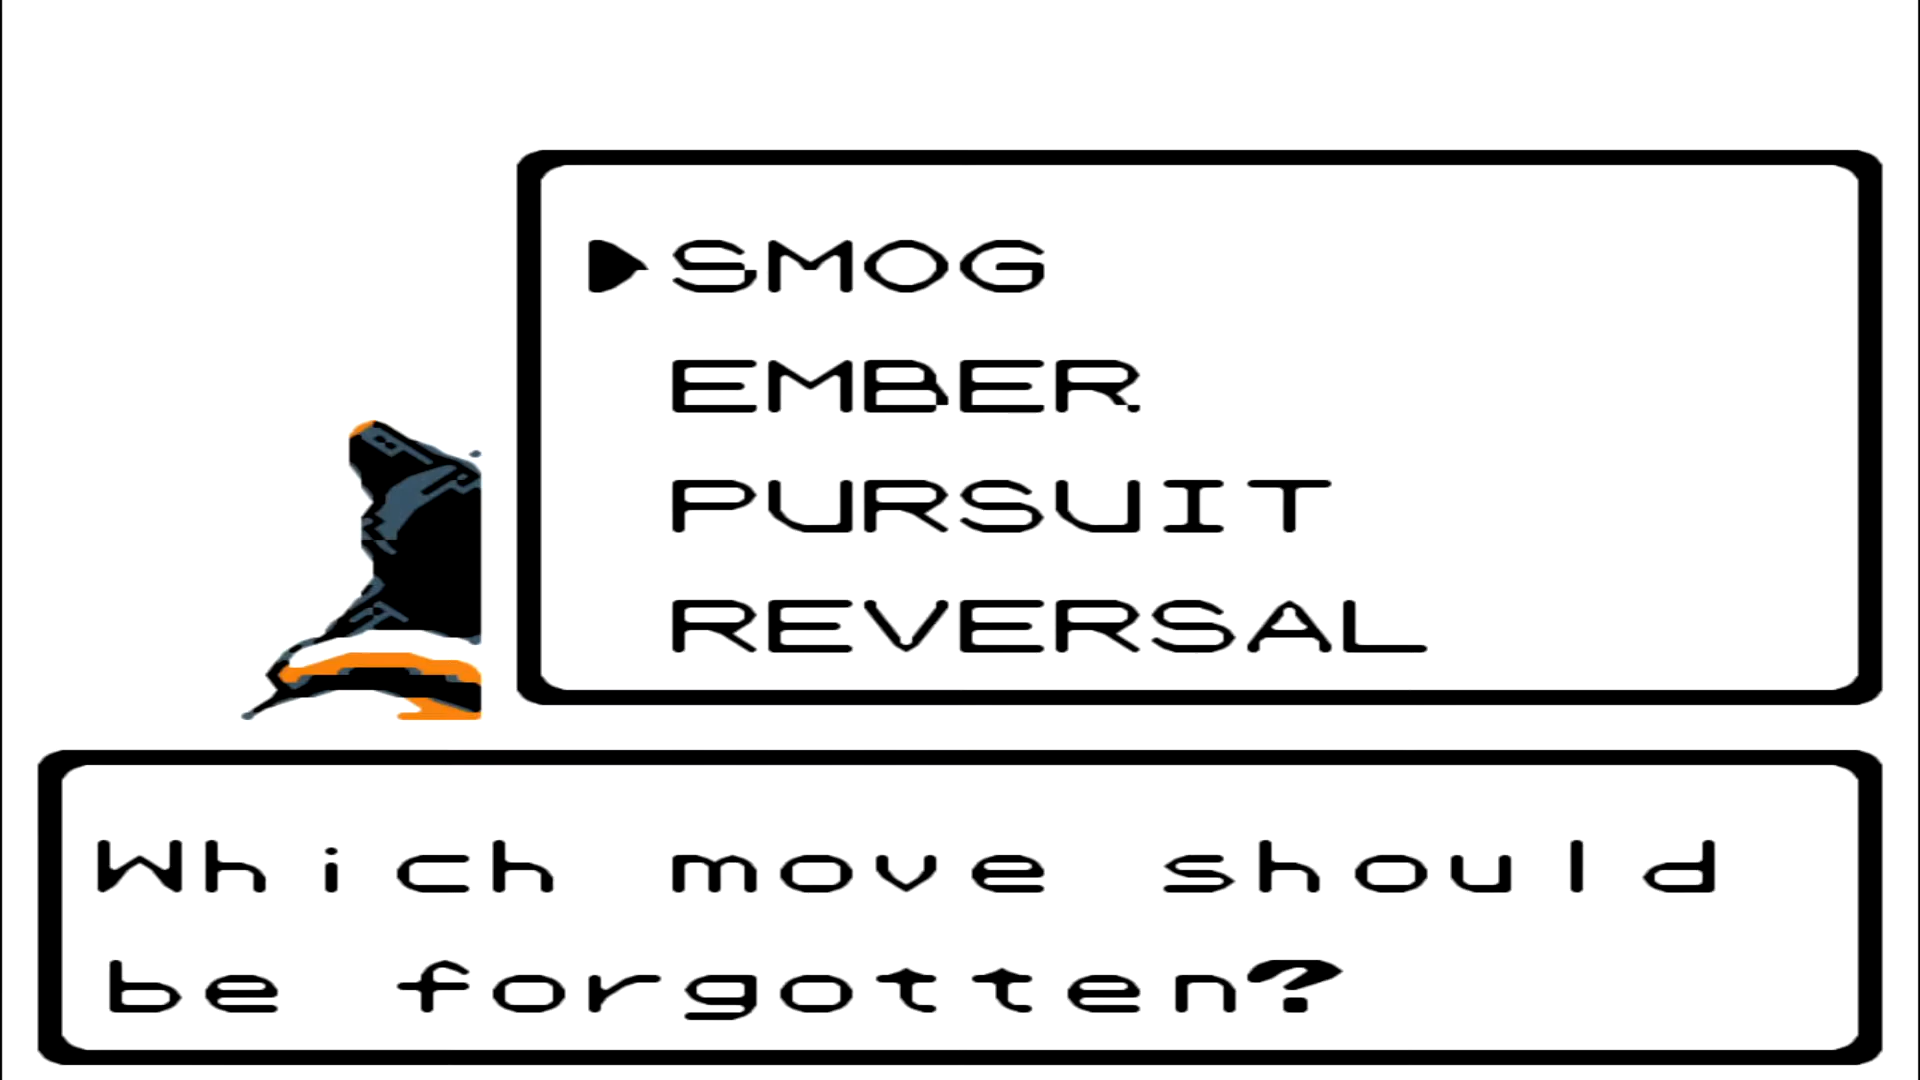 ▶SMOG
EMBER
PURSUIT
REVERSAL
Which move should
be forgotten?